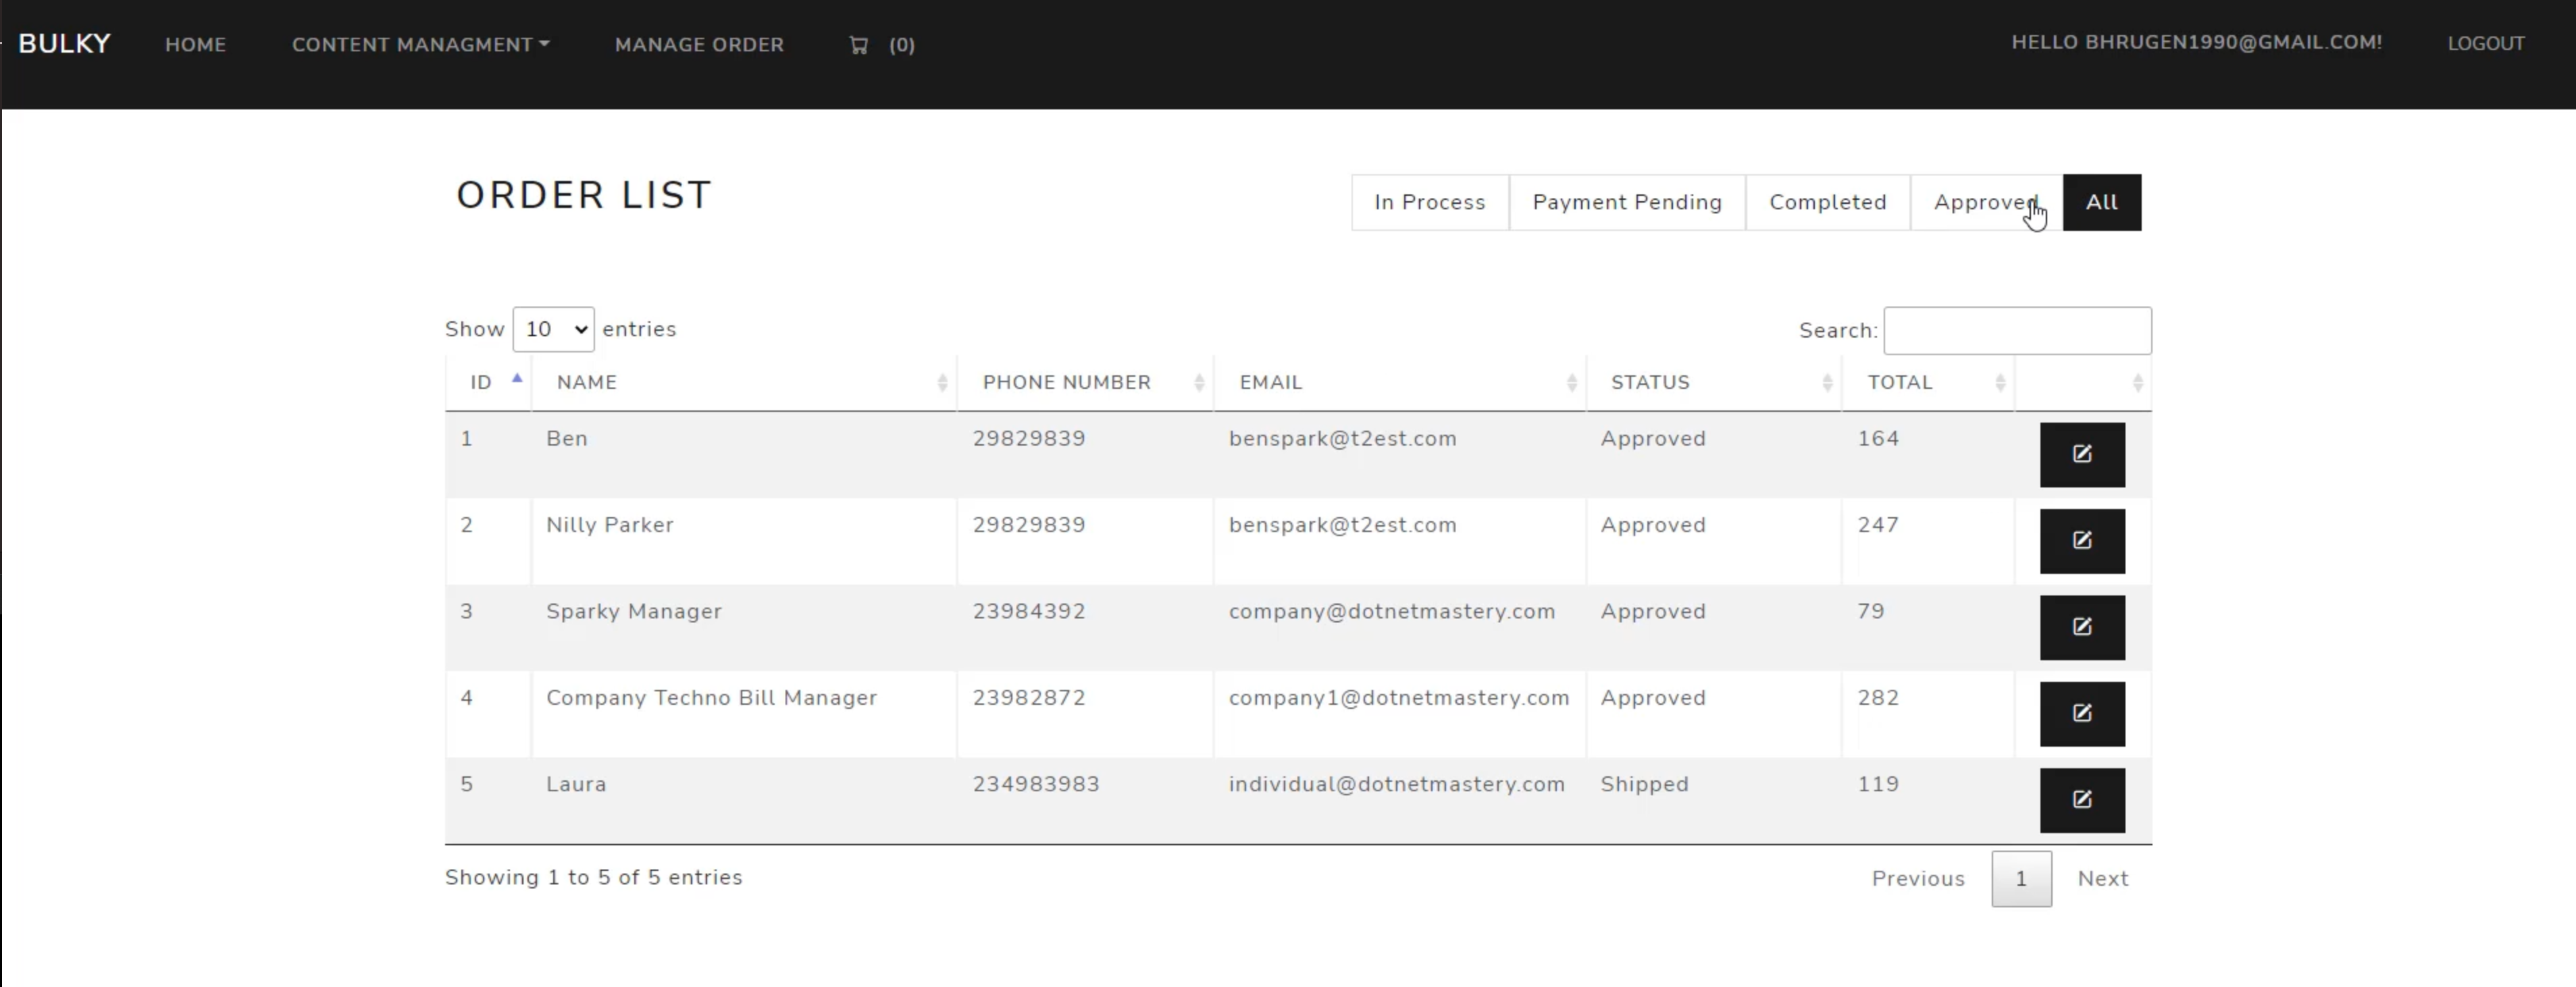 BULKY HOME CONTENT MANAGMENT MANAGE ORDER (0) HELLO BHRUGEN1990@GMAIL.COM! LOGOUT
ORDER LIST
In Process Payment Pending Completed Approved All
Show 10 entries Search:
ID NAME PHONE NUMBER EMAIL STATUS TOTAL
1 Ben 29829839 benspark@t2est.com Approved 164
2 Nilly Parker 29829839 benspark@t2est.com Approved 247
3 Sparky Manager 23984392 company@dotnetmastery.com Approved 79
4 Company Techno Bill Manager 23982872 company1@dotnetmastery.com Approved 282
5 Laura 234983983 individual@dotnetmastery.com Shipped 119
Showing 1 to 5 of 5 entries Previous 1 Next